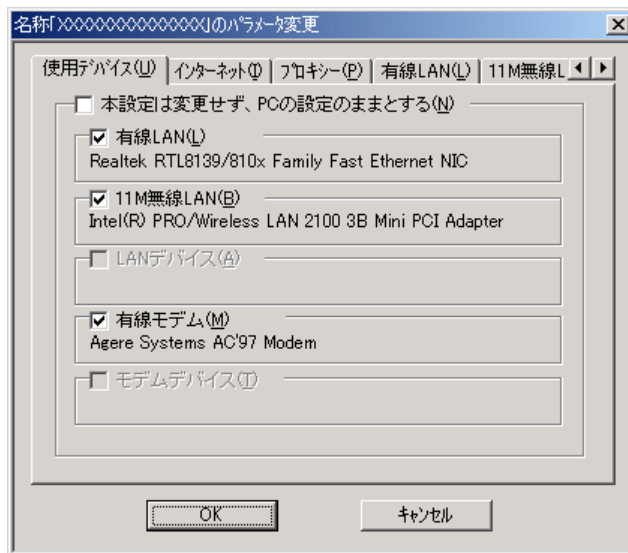 名称「XXXXXXXXXXXXXXX」のパラメータ変更
使用デバイス(U) インターネット(I) プロキシー(P) 有線LAN(L) 11M無線L
本設定は変更せず、PCの設定のままとする(N)
有線LAN(L)
Realtek RTL8139/810x Family Fast Ethernet NIC
11M無線LAN(B)
Intel(R) PRO/Wireless LAN 2100 3B Mini PCI Adapter
LANデバイス(A)
有線モデム(M)
Agere Systems AC'97 Modem
モデムデバイス(T)
OK キャンセル